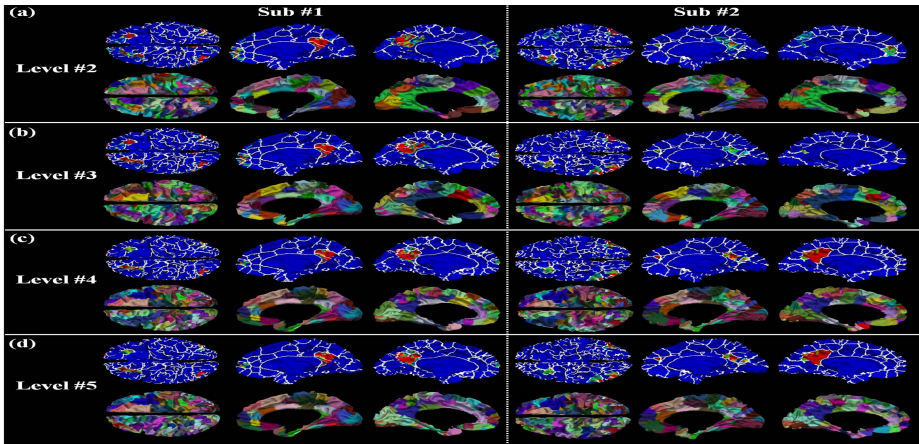 Sub #1 Sub #2
(a)
Level #2
(b)
Level #3
(c)
Level #4
(d)
Level #5